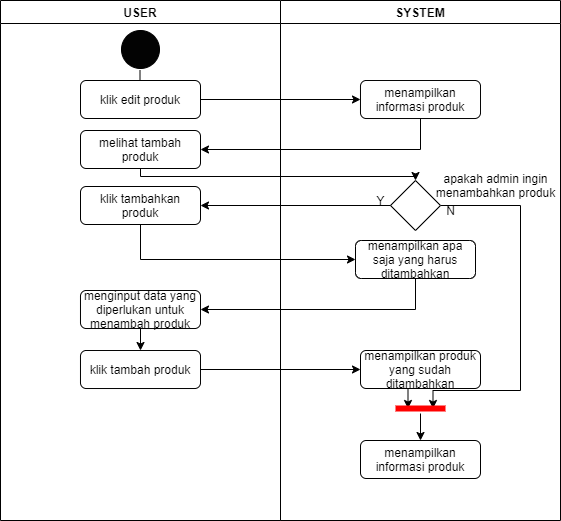 USER
SYSTEM
klik edit produk
menampilkan
informasi produk
melihat tambah
produk
apakah admin ingin
menambahkan produk
Y
N
klik tambahkan
produk
menampilkan apa
saja yang harus
ditambahkan
menginput data yang
diperlukan untuk
menambah produk
klik tambah produk
menampilkan produk
yang sudah
ditambahkan
menampilkan
informasi produk